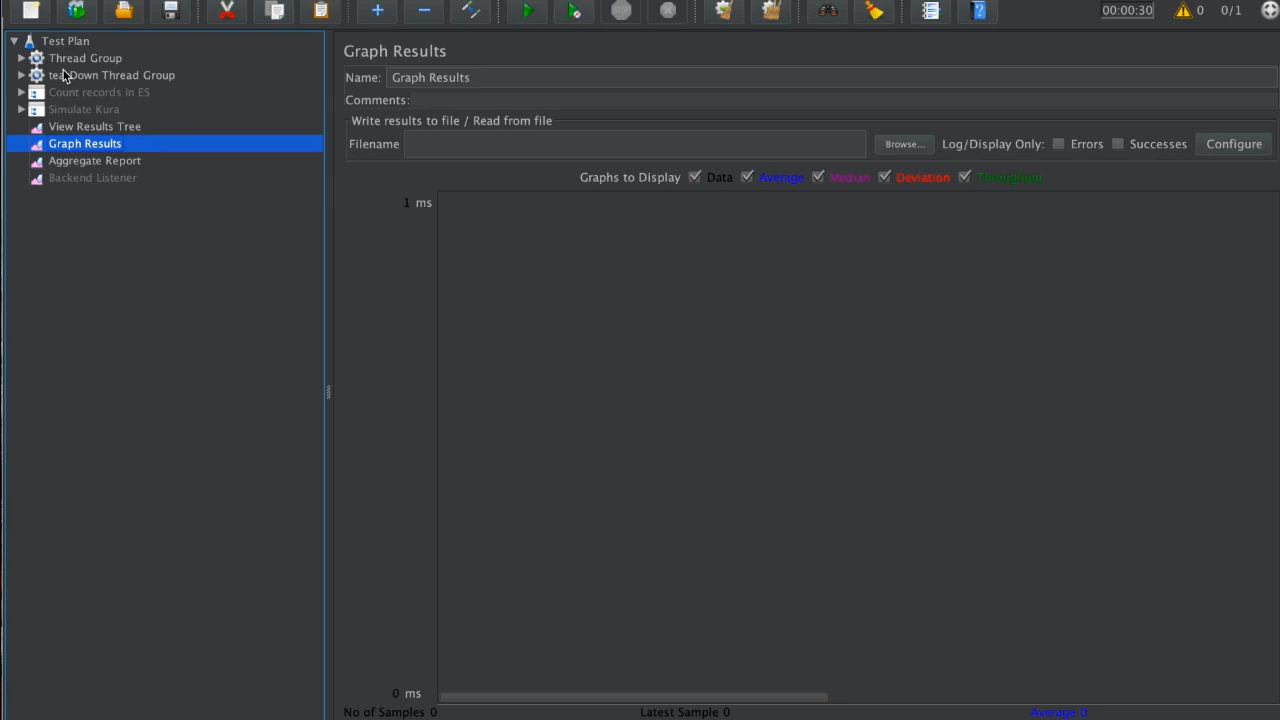 00:00:30 0 0/1
Test Plan
Thread Group
tearDown Thread Group
Count records in ES
Simulate Kura
View Results Tree
Graph Results
Aggregate Report
Backend Listener
Graph Results
Name: Graph Results
Comments:
Write results to file / Read from file
Filename Browse... Log/Display Only: Errors Successes Configure
Graphs to Display Data Average Median Deviation Throughput
1 ms
0 ms
No of Samples 0 Latest Sample 0 Average 0